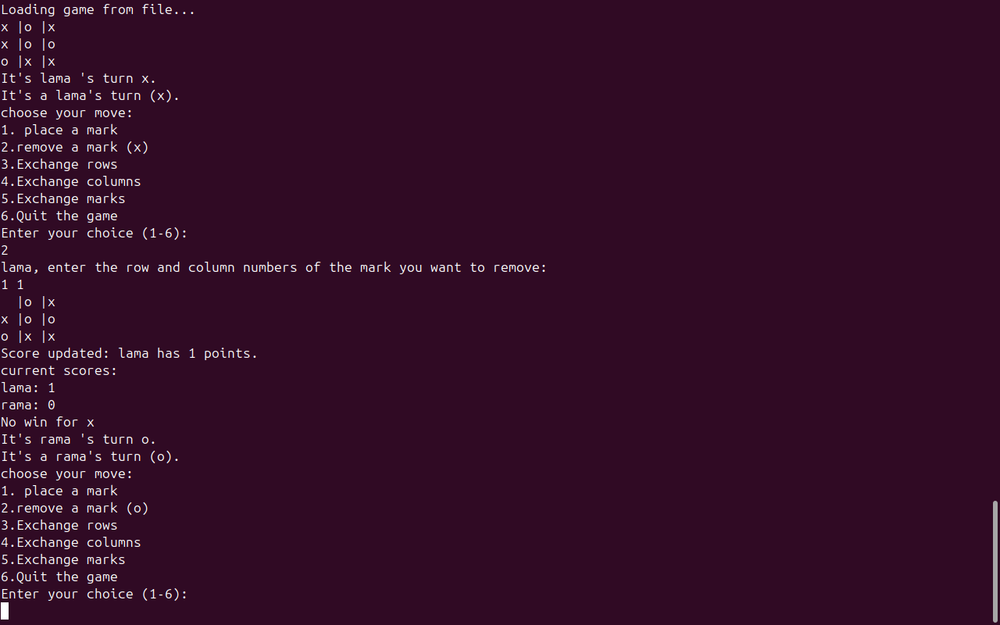 Loading game from file...
x |o |x
x |o |o
o |x |x
It's lama 's turn x.
It's a lama's turn (x).
choose your move:
1. place a mark
2.remove a mark (x)
3.Exchange rows
4.Exchange columns
5.Exchange marks
6.Quit the game
Enter your choice (1-6):
2
lama, enter the row and column numbers of the mark you want to remove:
1 1
  |o |x
x |o |o
o |x |x
Score updated: lama has 1 points.
current scores:
lama: 1
rama: 0
No win for x
It's rama 's turn o.
It's a rama's turn (o).
choose your move:
1. place a mark
2.remove a mark (o)
3.Exchange rows
4.Exchange columns
5.Exchange marks
6.Quit the game
Enter your choice (1-6):